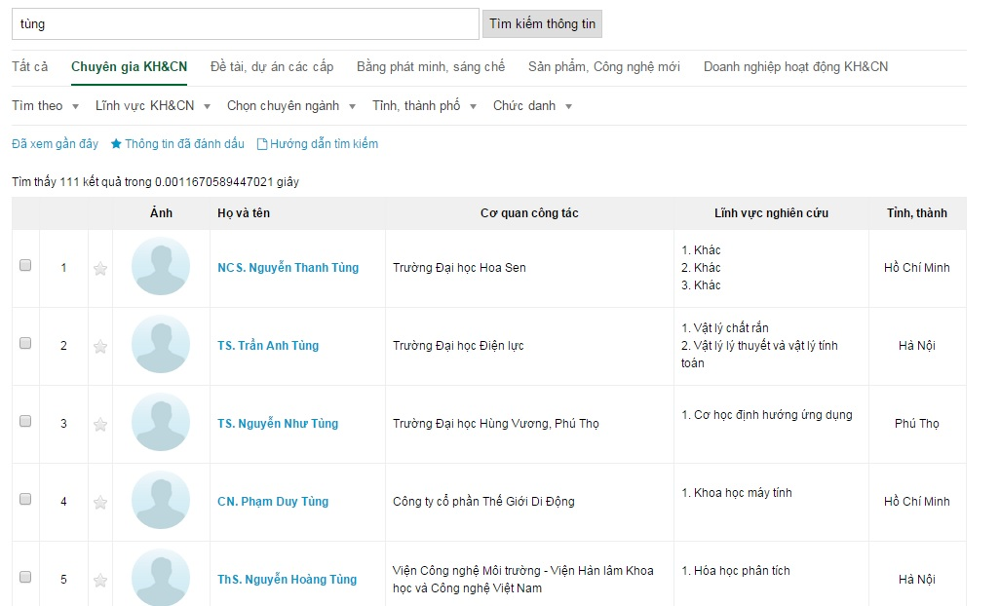 tùng
Tìm kiếm thông tin
Tất cả Chuyên gia KH&CN Đề tài, dự án các cấp Bằng phát minh, sáng chế Sản phẩm, Công nghệ mới Doanh nghiệp hoạt động KH&CN
Tìm theo Lĩnh vực KH&CN Chọn chuyên ngành Tỉnh, thành phố Chức danh
Đã xem gần đây Thông tin đã đánh dấu Hướng dẫn tìm kiếm
Tìm thấy 111 kết quả trong 0.0011670589447021 giây
Ảnh Họ và tên Cơ quan công tác Lĩnh vực nghiên cứu Tỉnh, thành
1 NCS. Nguyễn Thanh Tùng Trường Đại học Hoa Sen
1. Khác
2. Khác
3. Khác
Hồ Chí Minh
2 TS. Trần Anh Tùng Trường Đại học Điện lực
1. Vật lý chất rắn
2. Vật lý lý thuyết và vật lý tính
toán
Hà Nội
3 TS. Nguyễn Như Tùng Trường Đại học Hùng Vương, Phú Thọ
1. Cơ học định hướng ứng dụng
Phú Thọ
4 CN. Phạm Duy Tùng Công ty cổ phần Thế Giới Di Động
1. Khoa học máy tính
Hồ Chí Minh
5 ThS. Nguyễn Hoàng Tùng
Viện Công nghệ Môi trường - Viện Hàn lâm Khoa
học và Công nghệ Việt Nam
1. Hóa học phân tích
Hà Nội